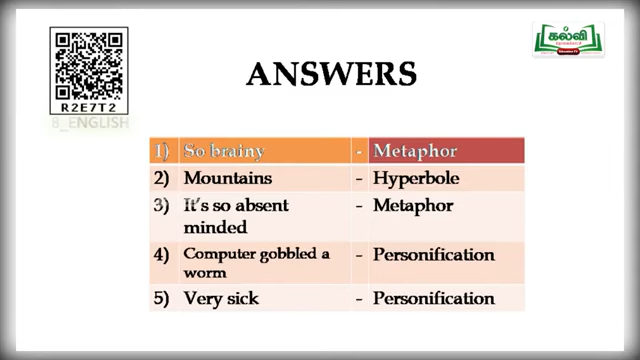 கல்வி
R2E7T2
8_ENGLISH
ANSWERS
1) So brainy - Metaphor
2) Mountains - Hyperbole
3) It's so absent minded - Metaphor
4) Computer gobbled a worm - Personification
5) Very sick - Personification